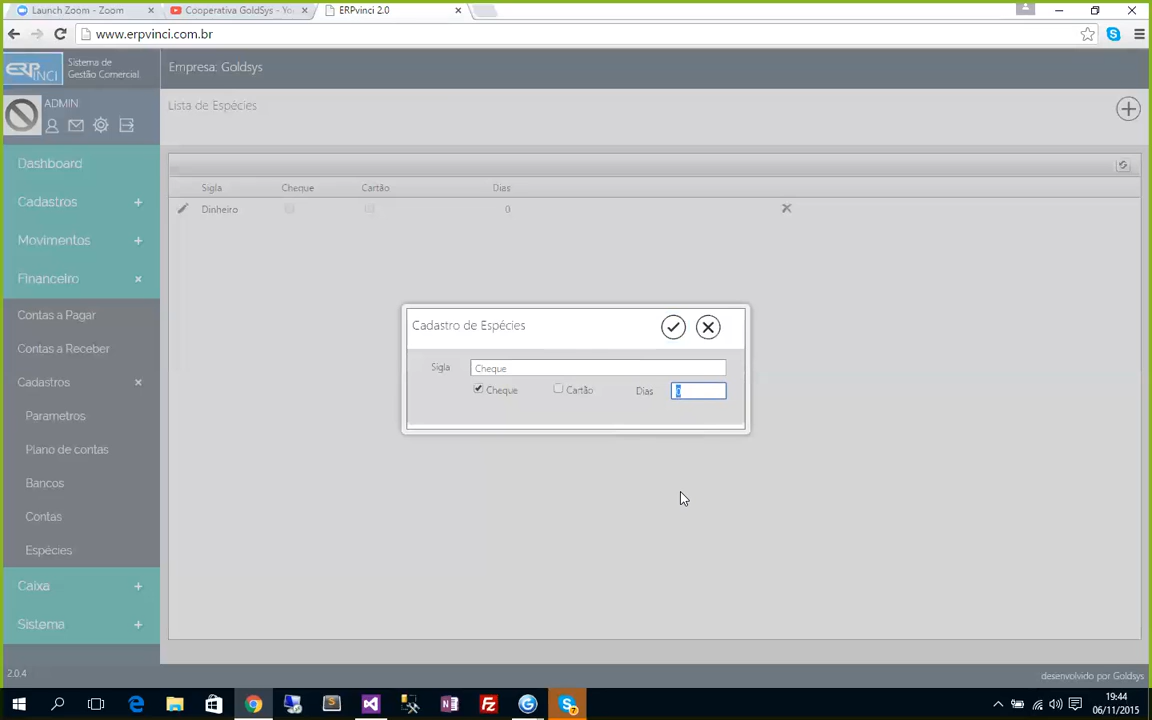 Launch Zoom - Zoom
Cooperativa GoldSys - Yo
ERPvinci 2.0
www.erpvinci.com.br
ERP
INCI
Sistema de
Gestão Comercial
Empresa: Goldsys
ADMIN
Lista de Espécies
Dashboard
Cadastros +
Movimentos +
Financeiro ×
Contas a Pagar
Contas a Receber
Cadastros ×
Parametros
Plano de contas
Bancos
Contas
Espécies
Caixa +
Sistema +
2.0.4
Sigla Cheque Cartão Dias
Dinheiro 0
Cadastro de Espécies
Sigla Cheque
Cheque Cartão Dias 0
desenvolvido por Goldsys
19:44
06/11/2015